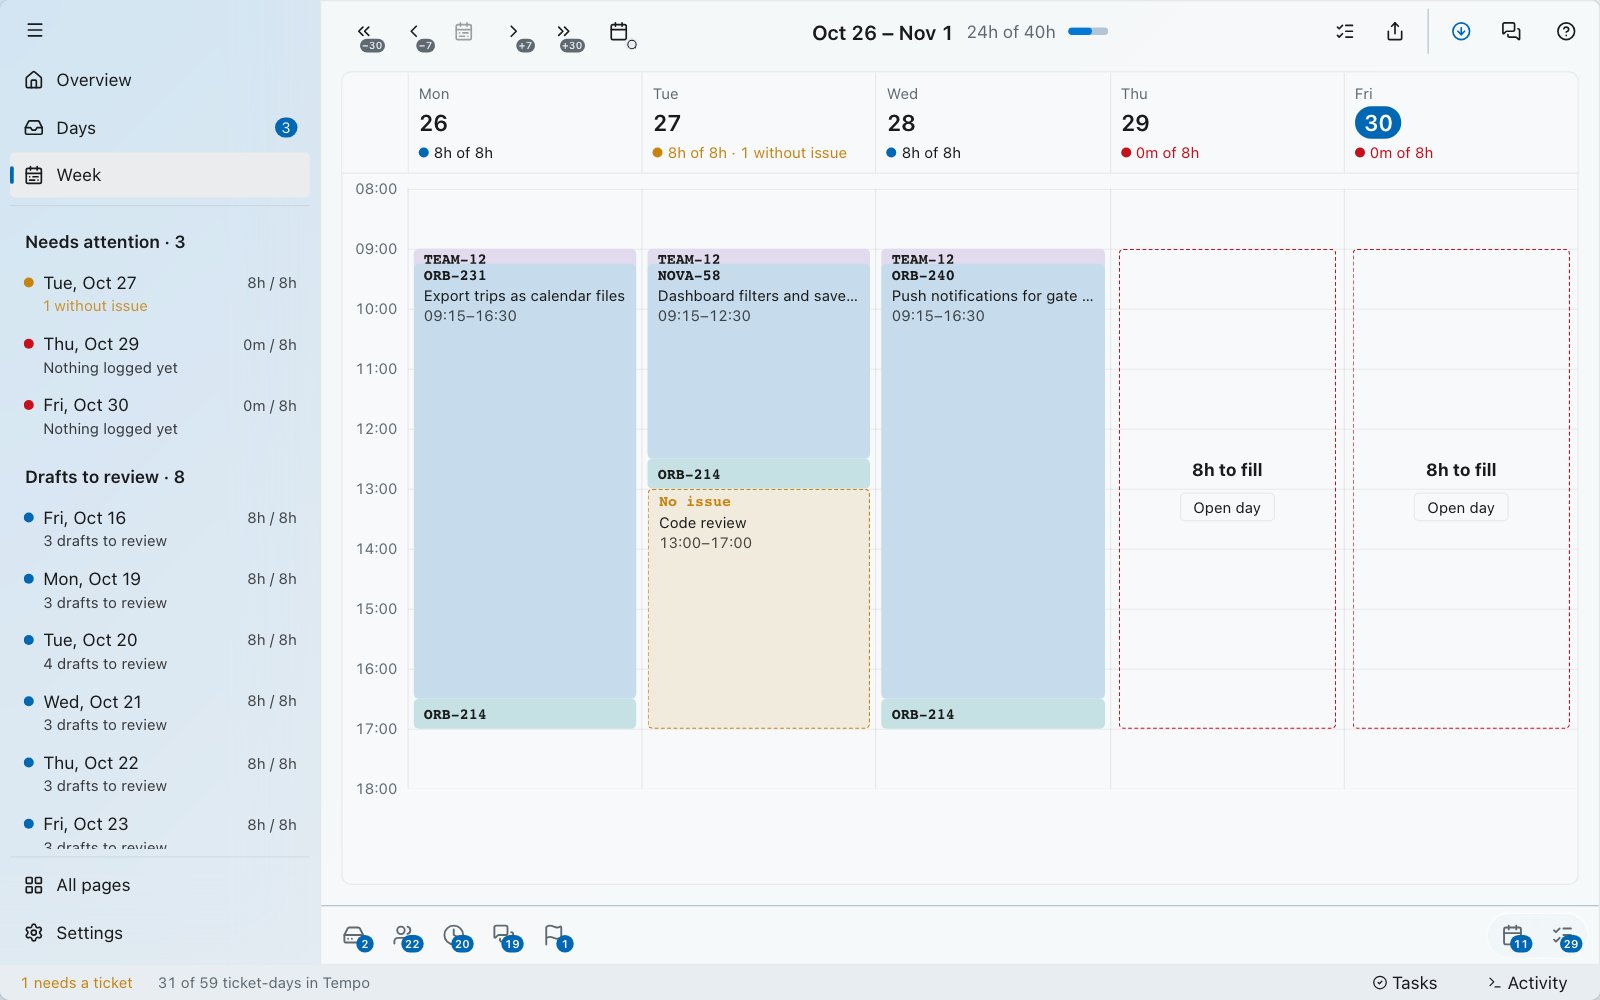 Overview
Days
3
Week
Needs attention · 3
Tue, Oct 27
8h / 8h
1 without issue
Thu, Oct 29
0m / 8h
Nothing logged yet
Fri, Oct 30
0m / 8h
Nothing logged yet
Drafts to review · 8
Fri, Oct 16
8h / 8h
3 drafts to review
Mon, Oct 19
8h / 8h
3 drafts to review
Tue, Oct 20
8h / 8h
4 drafts to review
Wed, Oct 21
8h / 8h
3 drafts to review
Thu, Oct 22
8h / 8h
3 drafts to review
Fri, Oct 23
8h / 8h
3 drafts to review
All pages
Settings
−30
−7
+7
+30
Oct 26 – Nov 1
24h of 40h
Mon
26
8h of 8h
Tue
27
8h of 8h · 1 without issue
Wed
28
8h of 8h
Thu
29
0m of 8h
Fri
30
0m of 8h
08:00
09:00
10:00
11:00
12:00
13:00
14:00
15:00
16:00
17:00
18:00
TEAM-12
ORB-231
Export trips as calendar files
09:15–16:30
ORB-214
TEAM-12
NOVA-58
Dashboard filters and save…
09:15–12:30
ORB-214
No issue
Code review
13:00–17:00
TEAM-12
ORB-240
Push notifications for gate …
09:15–16:30
ORB-214
8h to fill
Open day
8h to fill
Open day
2
22
20
19
1
11
29
1 needs a ticket
31 of 59 ticket-days in Tempo
Tasks
Activity